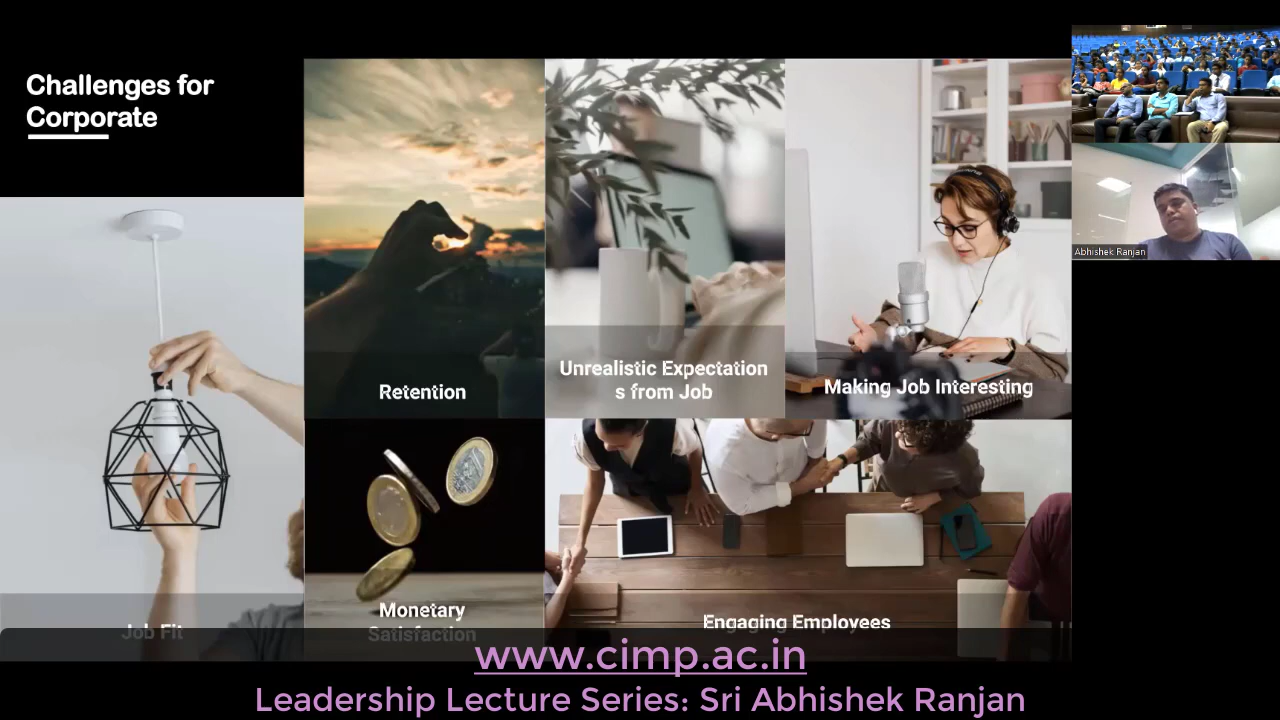 Challenges for
Corporate
Retention
Unrealistic Expectation
s from Job
Making Job Interesting
Abhishek Ranjan
Job Fit
Monetary
Satisfaction
Engaging Employees
www.cimp.ac.in
Leadership Lecture Series: Sri Abhishek Ranjan